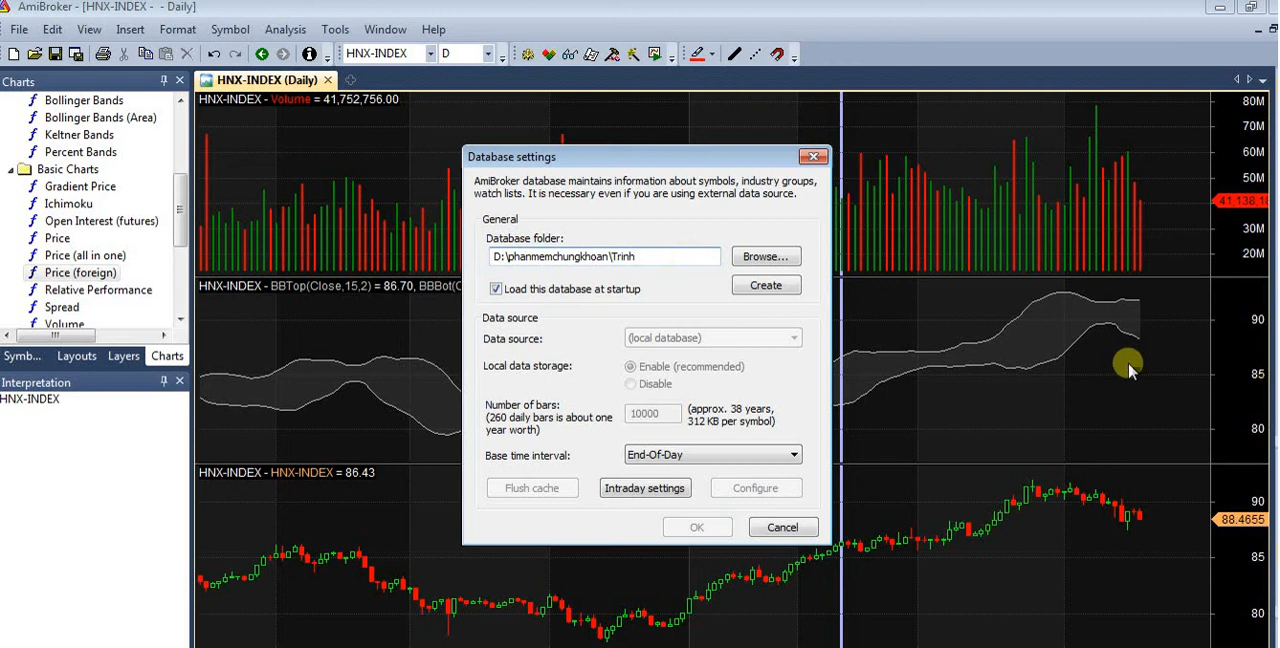 AmiBroker - [HNX-INDEX - - Daily]
File Edit View Insert Format Symbol Analysis Tools Window Help
HNX-INDEX D
Charts
HNX-INDEX (Daily)
Bollinger Bands
Bollinger Bands (Area)
Keltner Bands
Percent Bands
Basic Charts
Gradient Price
Ichimoku
Open Interest (futures)
Price
Price (all in one)
Price (foreign)
Relative Performance
Spread
Volume
Symb... Layouts Layers Charts
Interpretation
HNX-INDEX
HNX-INDEX - Volume = 41,752,756.00
80M
70M
60M
50M
41,138,10
30M
20M
HNX-INDEX - BBTop(Close,15,2) = 86.70, BBBot(C
90
85
80
HNX-INDEX - HNX-INDEX = 86.43
90
88.4655
85
80
Database settings
AmiBroker database maintains information about symbols, industry groups,
watch lists. It is necessary even if you are using external data source.
General
Database folder:
D:\phanmemchungkhoan\Trinh Browse...
Load this database at startup Create
Data source
Data source: (local database)
Local data storage: Enable (recommended)
Disable
Number of bars:
(260 daily bars is about one
year worth)
10000
(approx. 38 years,
312 KB per symbol)
Base time interval: End-Of-Day
Flush cache Intraday settings Configure
OK Cancel